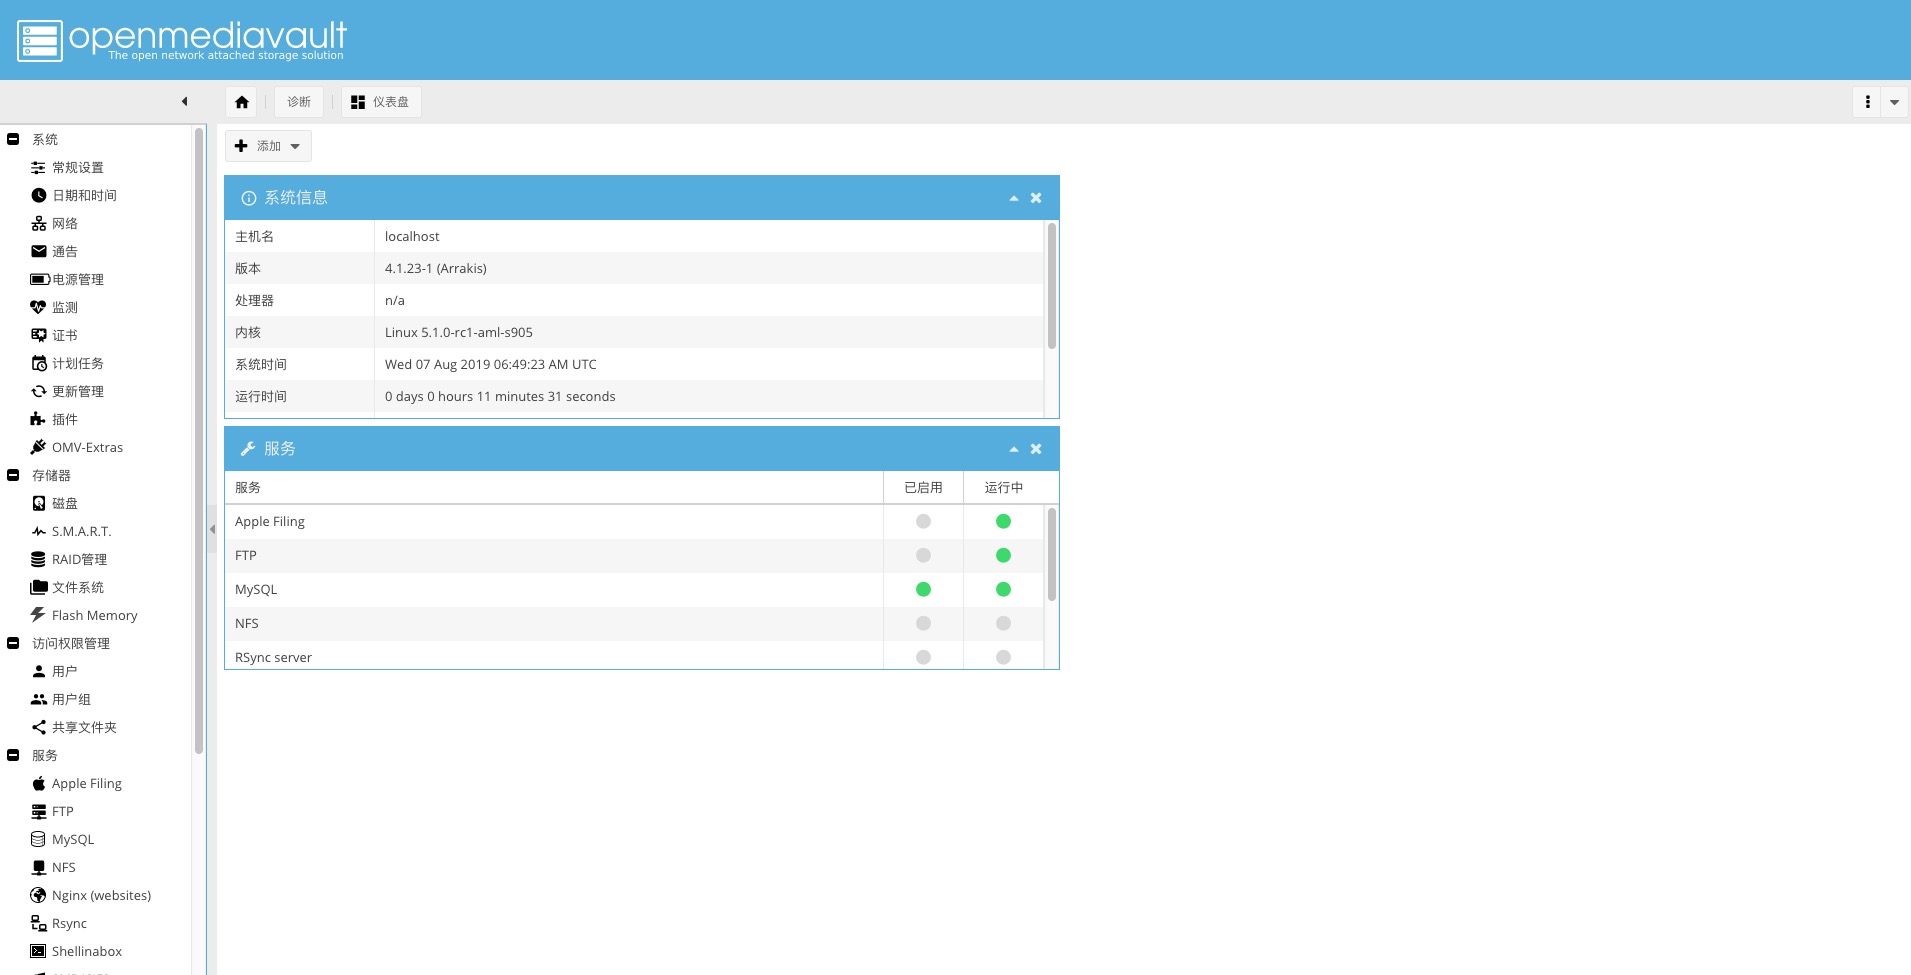 openmediavault
The open network attached storage solution
诊断
仪表盘
系统
常规设置
日期和时间
网络
通告
电源管理
监测
证书
计划任务
更新管理
插件
OMV-Extras
存储器
磁盘
S.M.A.R.T.
RAID管理
文件系统
Flash Memory
访问权限管理
用户
用户组
共享文件夹
服务
Apple Filing
FTP
MySQL
NFS
Nginx (websites)
Rsync
Shellinabox
添加
系统信息
主机名 localhost
版本 4.1.23-1 (Arrakis)
处理器 n/a
内核 Linux 5.1.0-rc1-aml-s905
系统时间 Wed 07 Aug 2019 06:49:23 AM UTC
运行时间 0 days 0 hours 11 minutes 31 seconds
服务
服务 已启用 运行中
Apple Filing
FTP
MySQL
NFS
RSync server